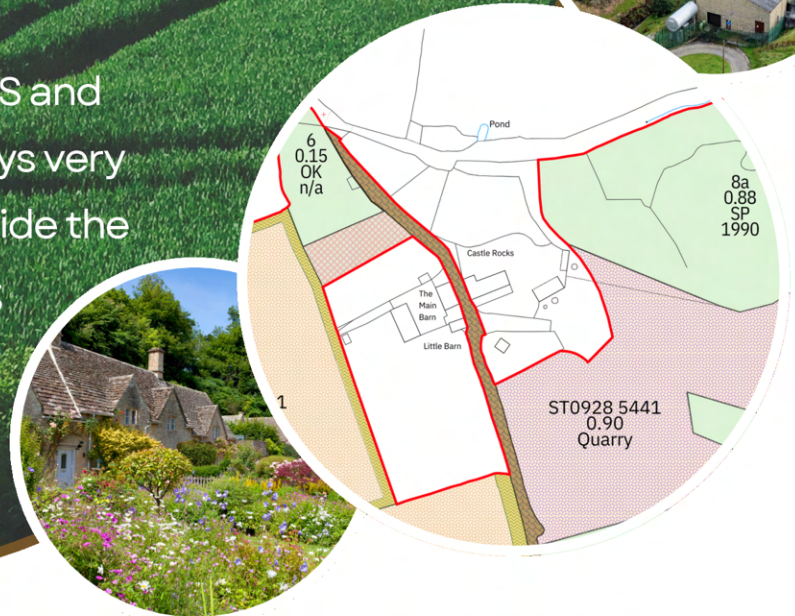 S and
ys very
ide the
s
Pond
6
0.15
OK
n/a
8a
0.88
SP
1990
Castle Rocks
The
Main
Barn
Little Barn
1
ST0928 5441
0.90
Quarry